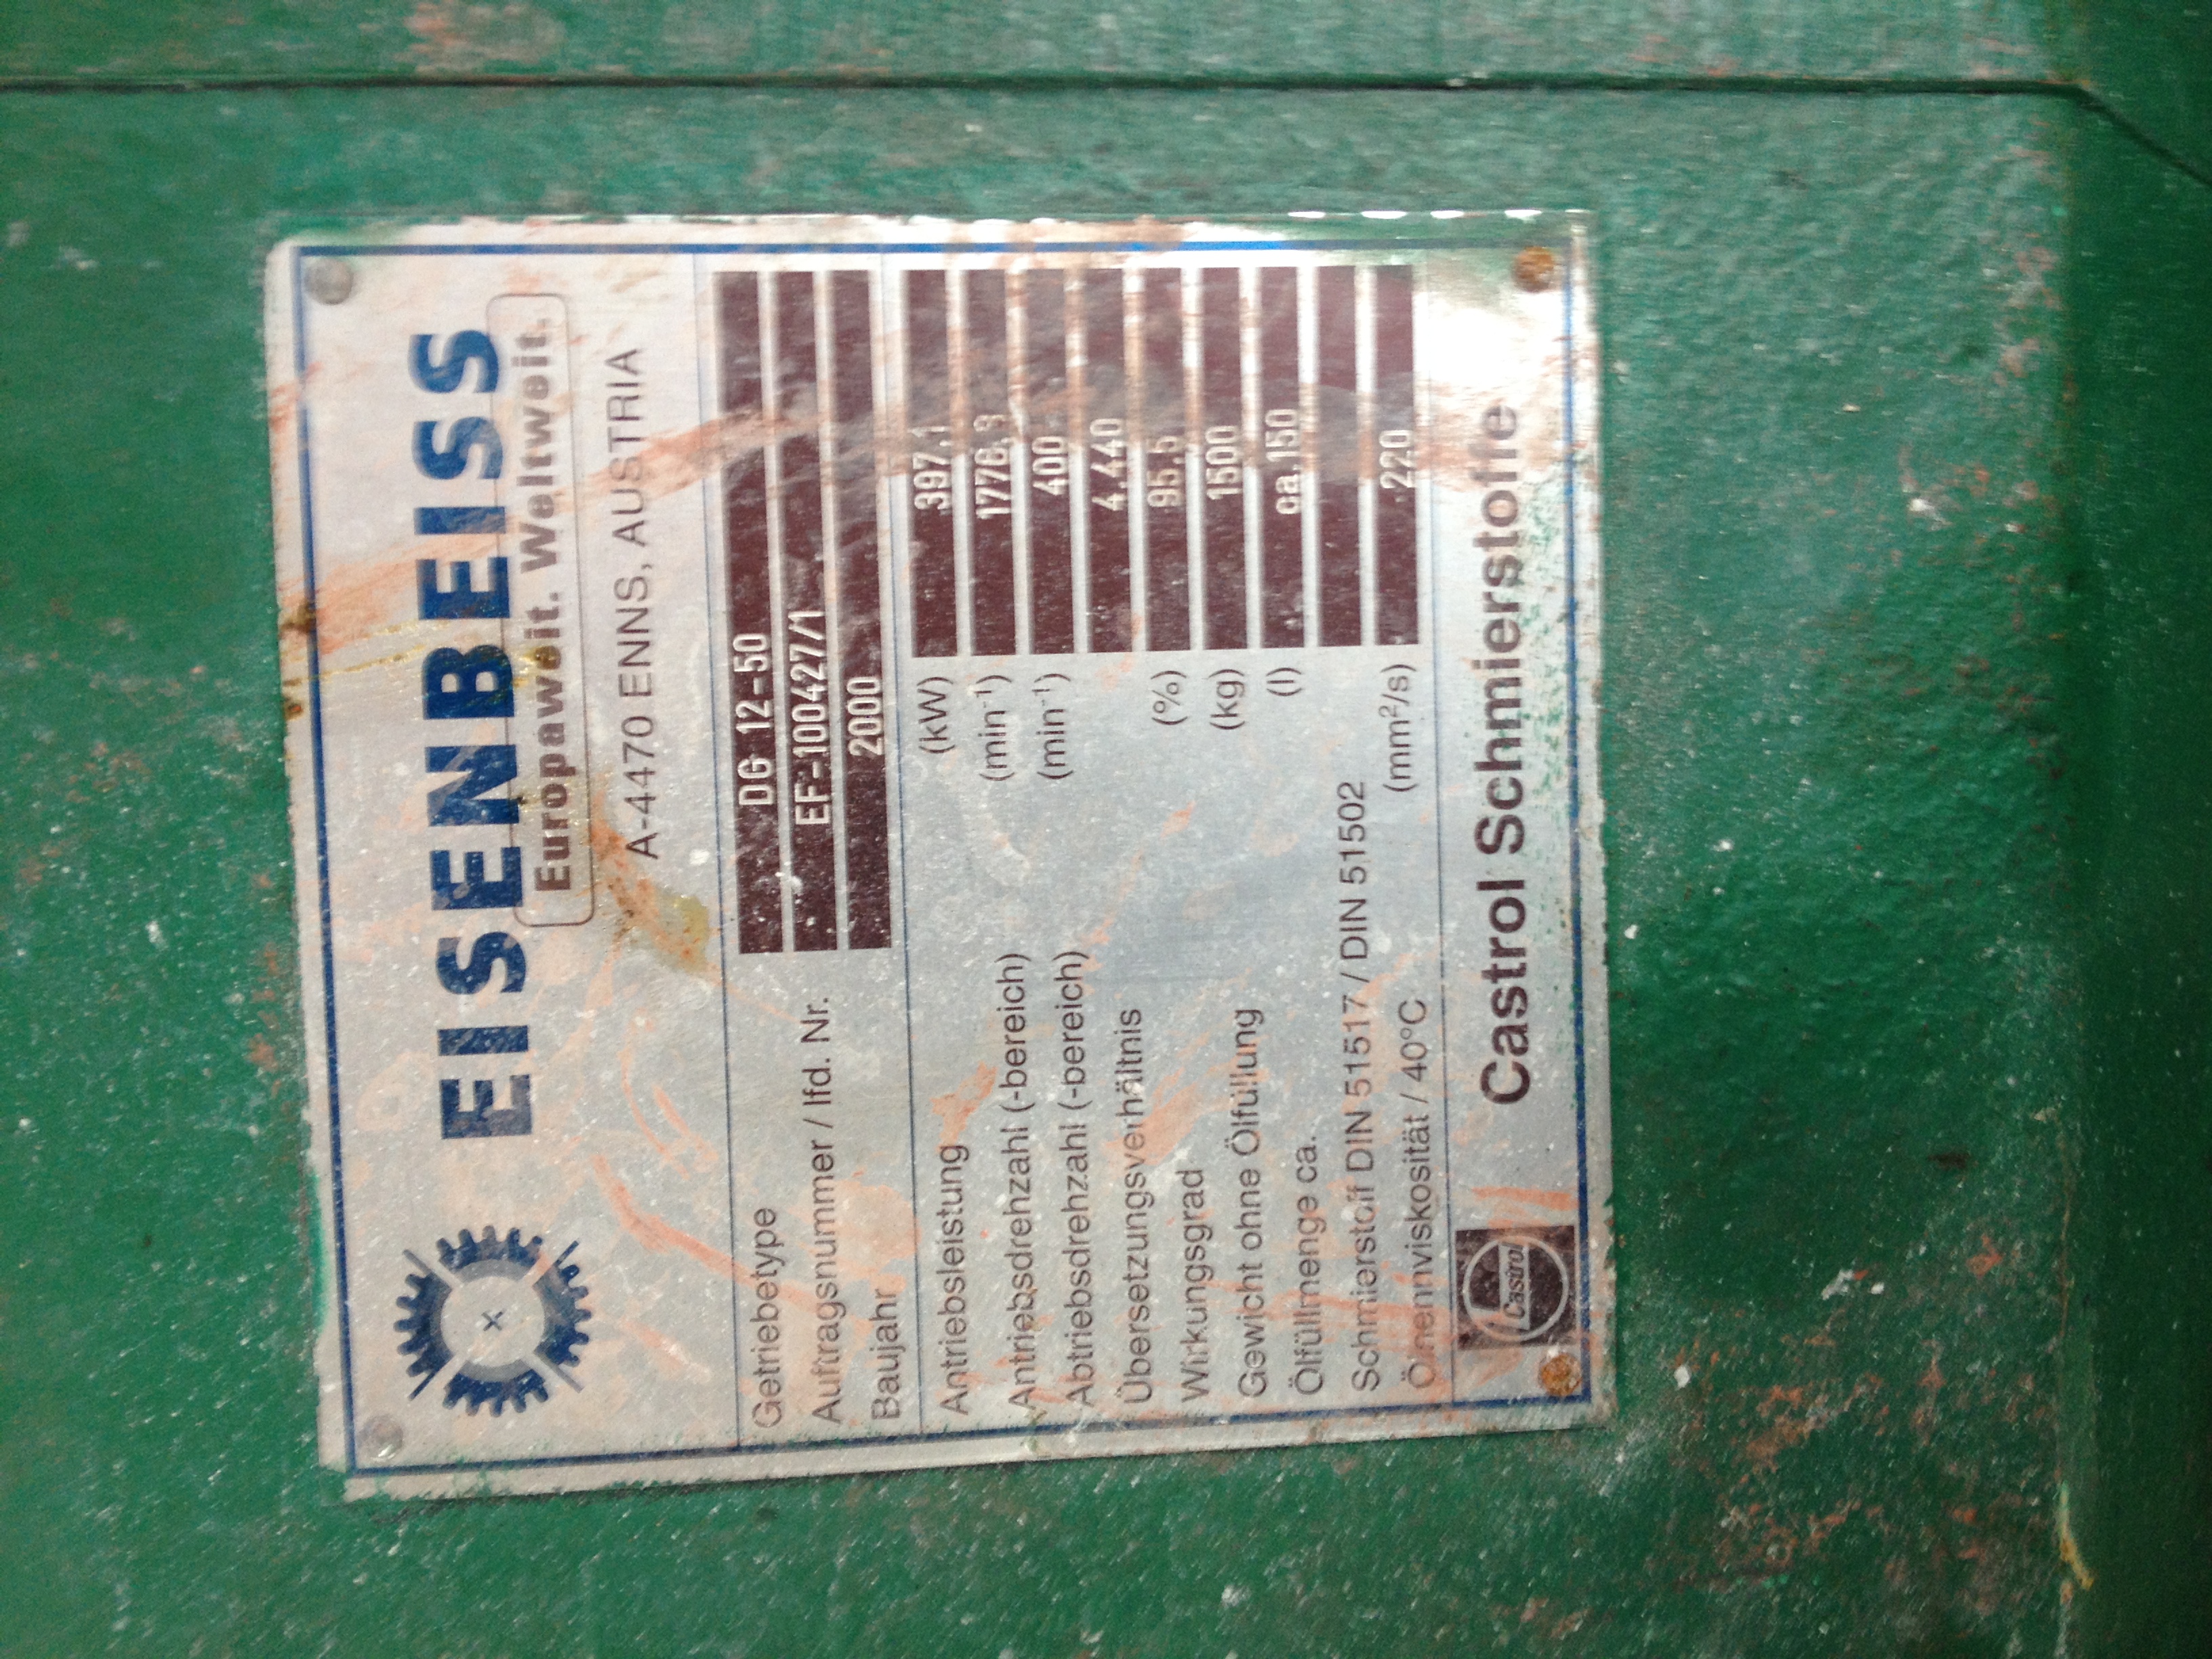 EISENBEISS
Europaweit. Weltweit.
A-4470 ENNS, AUSTRIA
Getriebetype DG 12-50
Auftragsnummer / lfd. Nr. EF-100427/1
Baujahr 2000
Antriebsleistung (kW) 397.1
Antriebsdrehzahl (-bereich) (min⁻¹) 1776.9
Abtriebsdrehzahl (-bereich) (min⁻¹) 400
Übersetzungsverhältnis 4.440
Wirkungsgrad (%) 95.5
Gewicht ohne Ölfüllung (kg) 1500
Ölfüllmenge ca. (l) ca.150
Schmierstoff DIN 51517 / DIN 51502
Ölnennviskosität / 40°C (mm²/s) 220
Castrol Castrol Schmierstoffe